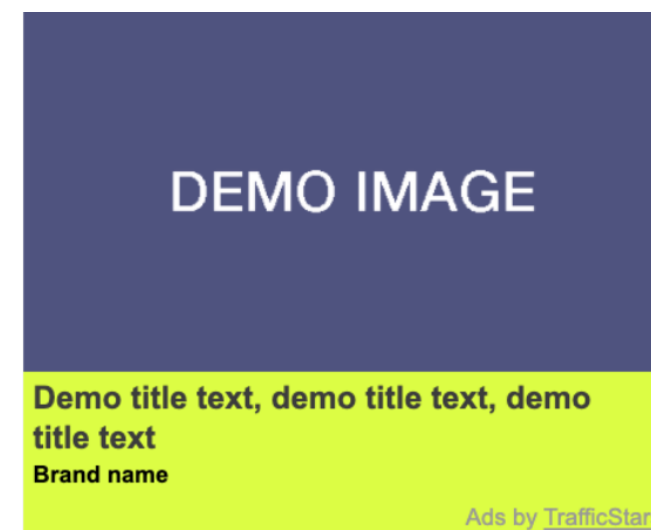 DEMO IMAGE
Demo title text, demo title text, demo
title text
Brand name
Ads by TrafficStar